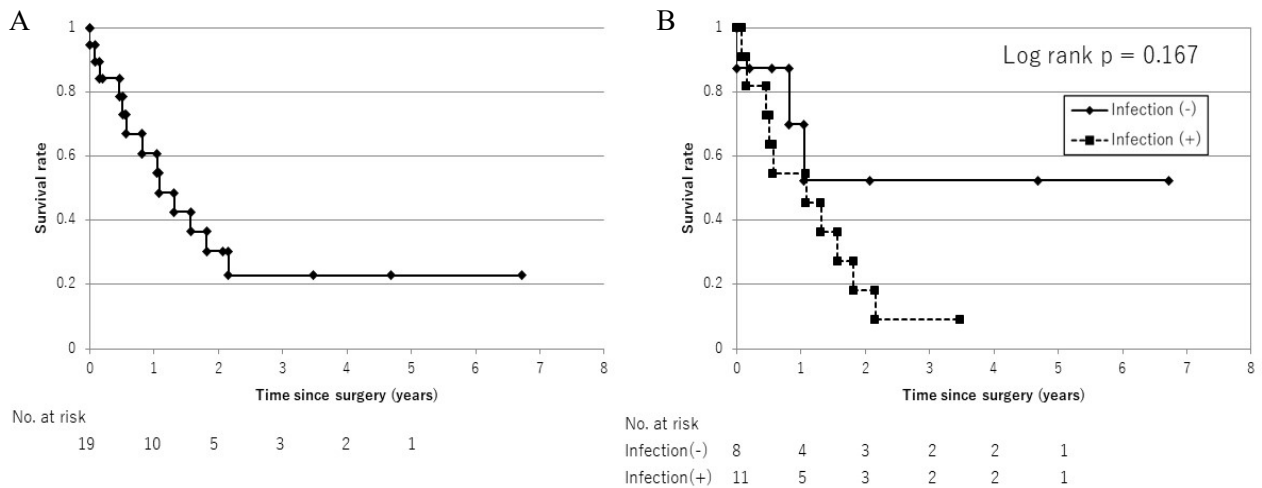 A
1
0.8
0.6
0.4
0.2
0
Survival rate
0 1 2 3 4 5 6 7 8
Time since surgery (years)
No. at risk
19 10 5 3 2 1
B
Log rank p = 0.167
Infection (-)
Infection (+)
1
0.8
0.6
0.4
0.2
0
Survival rate
0 1 2 3 4 5 6 7 8
Time since surgery (years)
No. at risk
Infection(-) 8 4 3 2 2 1
Infection(+) 11 5 3 2 2 1